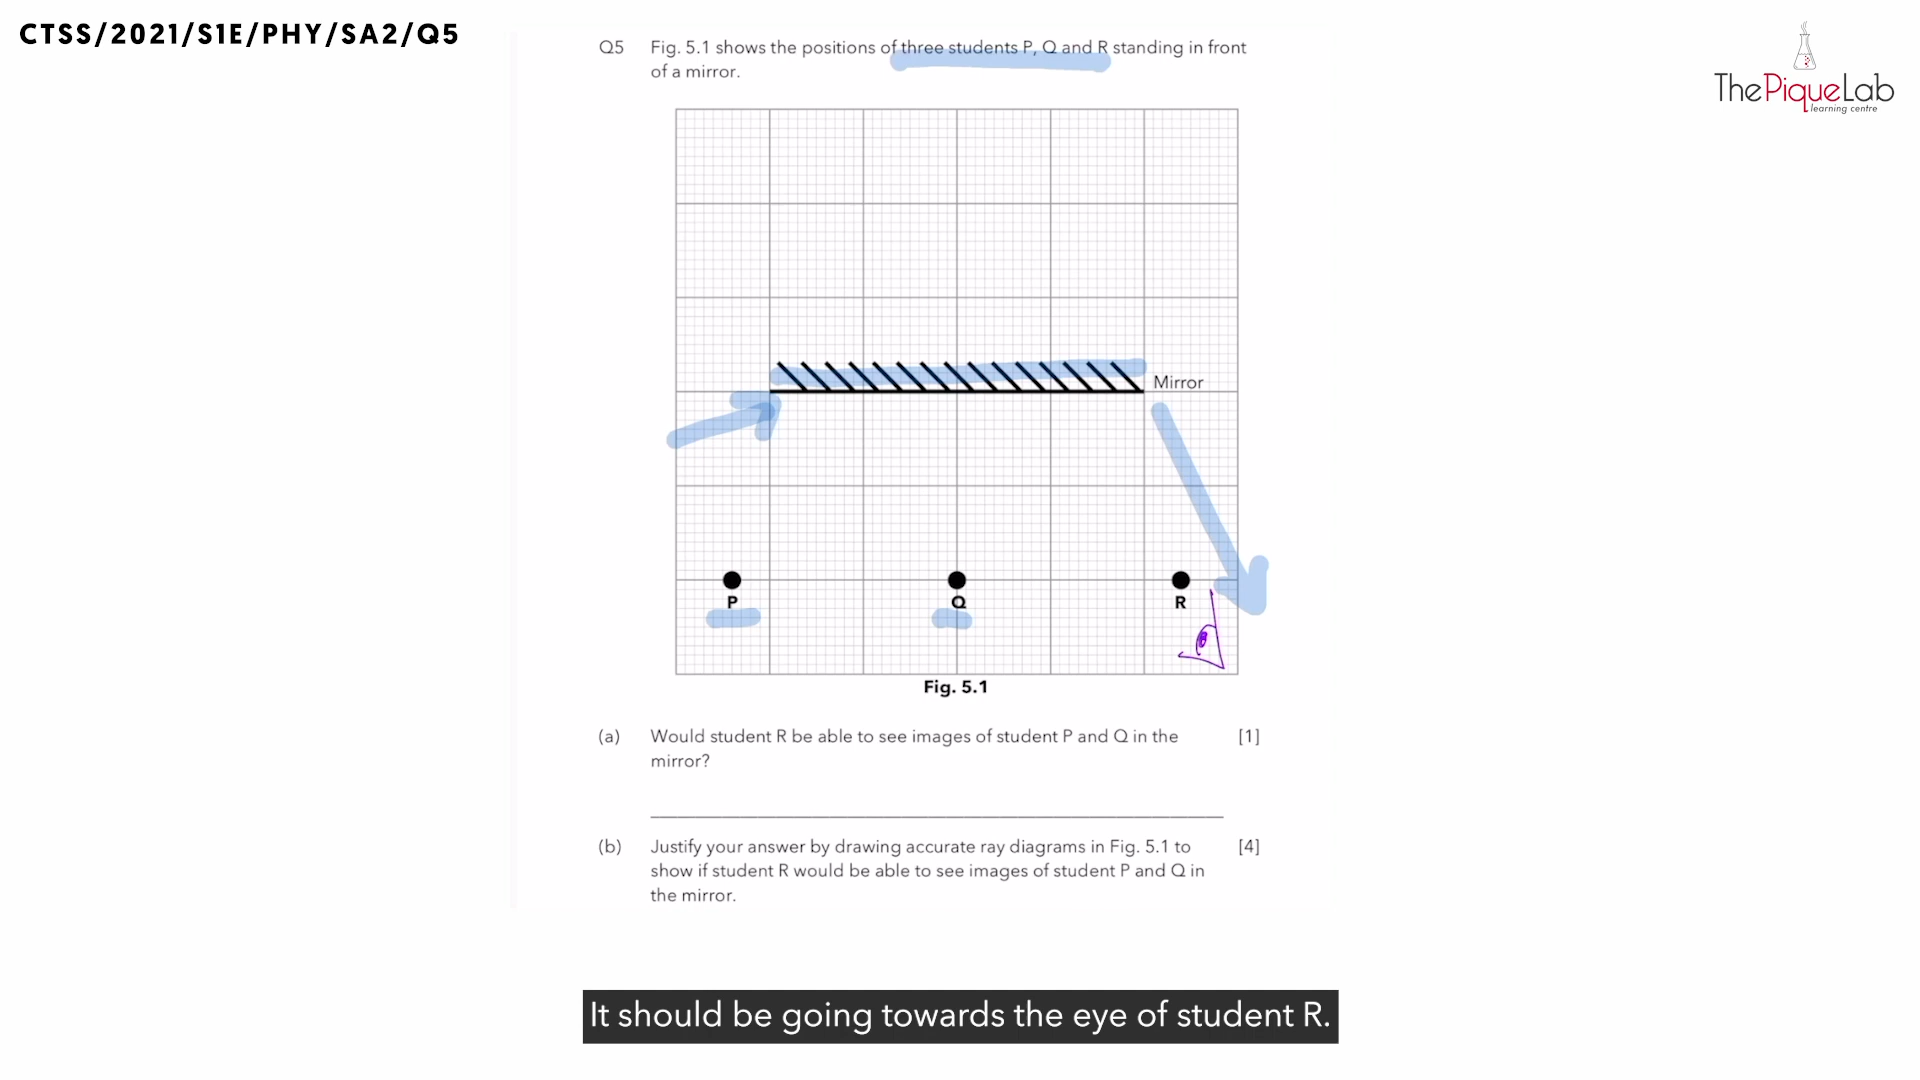 CTSS/2021/S1E/PHY/SA2/Q5
Q5 Fig. 5.1 shows the positions of three students P, Q and R standing in front
of a mirror.
ThePiqueLab
learning centre
Mirror
P
Q
R
Fig. 5.1
(a) Would student R be able to see images of student P and Q in the [1]
mirror?
(b) Justify your answer by drawing accurate ray diagrams in Fig. 5.1 to [4]
show if student R would be able to see images of student P and Q in
the mirror.
It should be going towards the eye of student R.